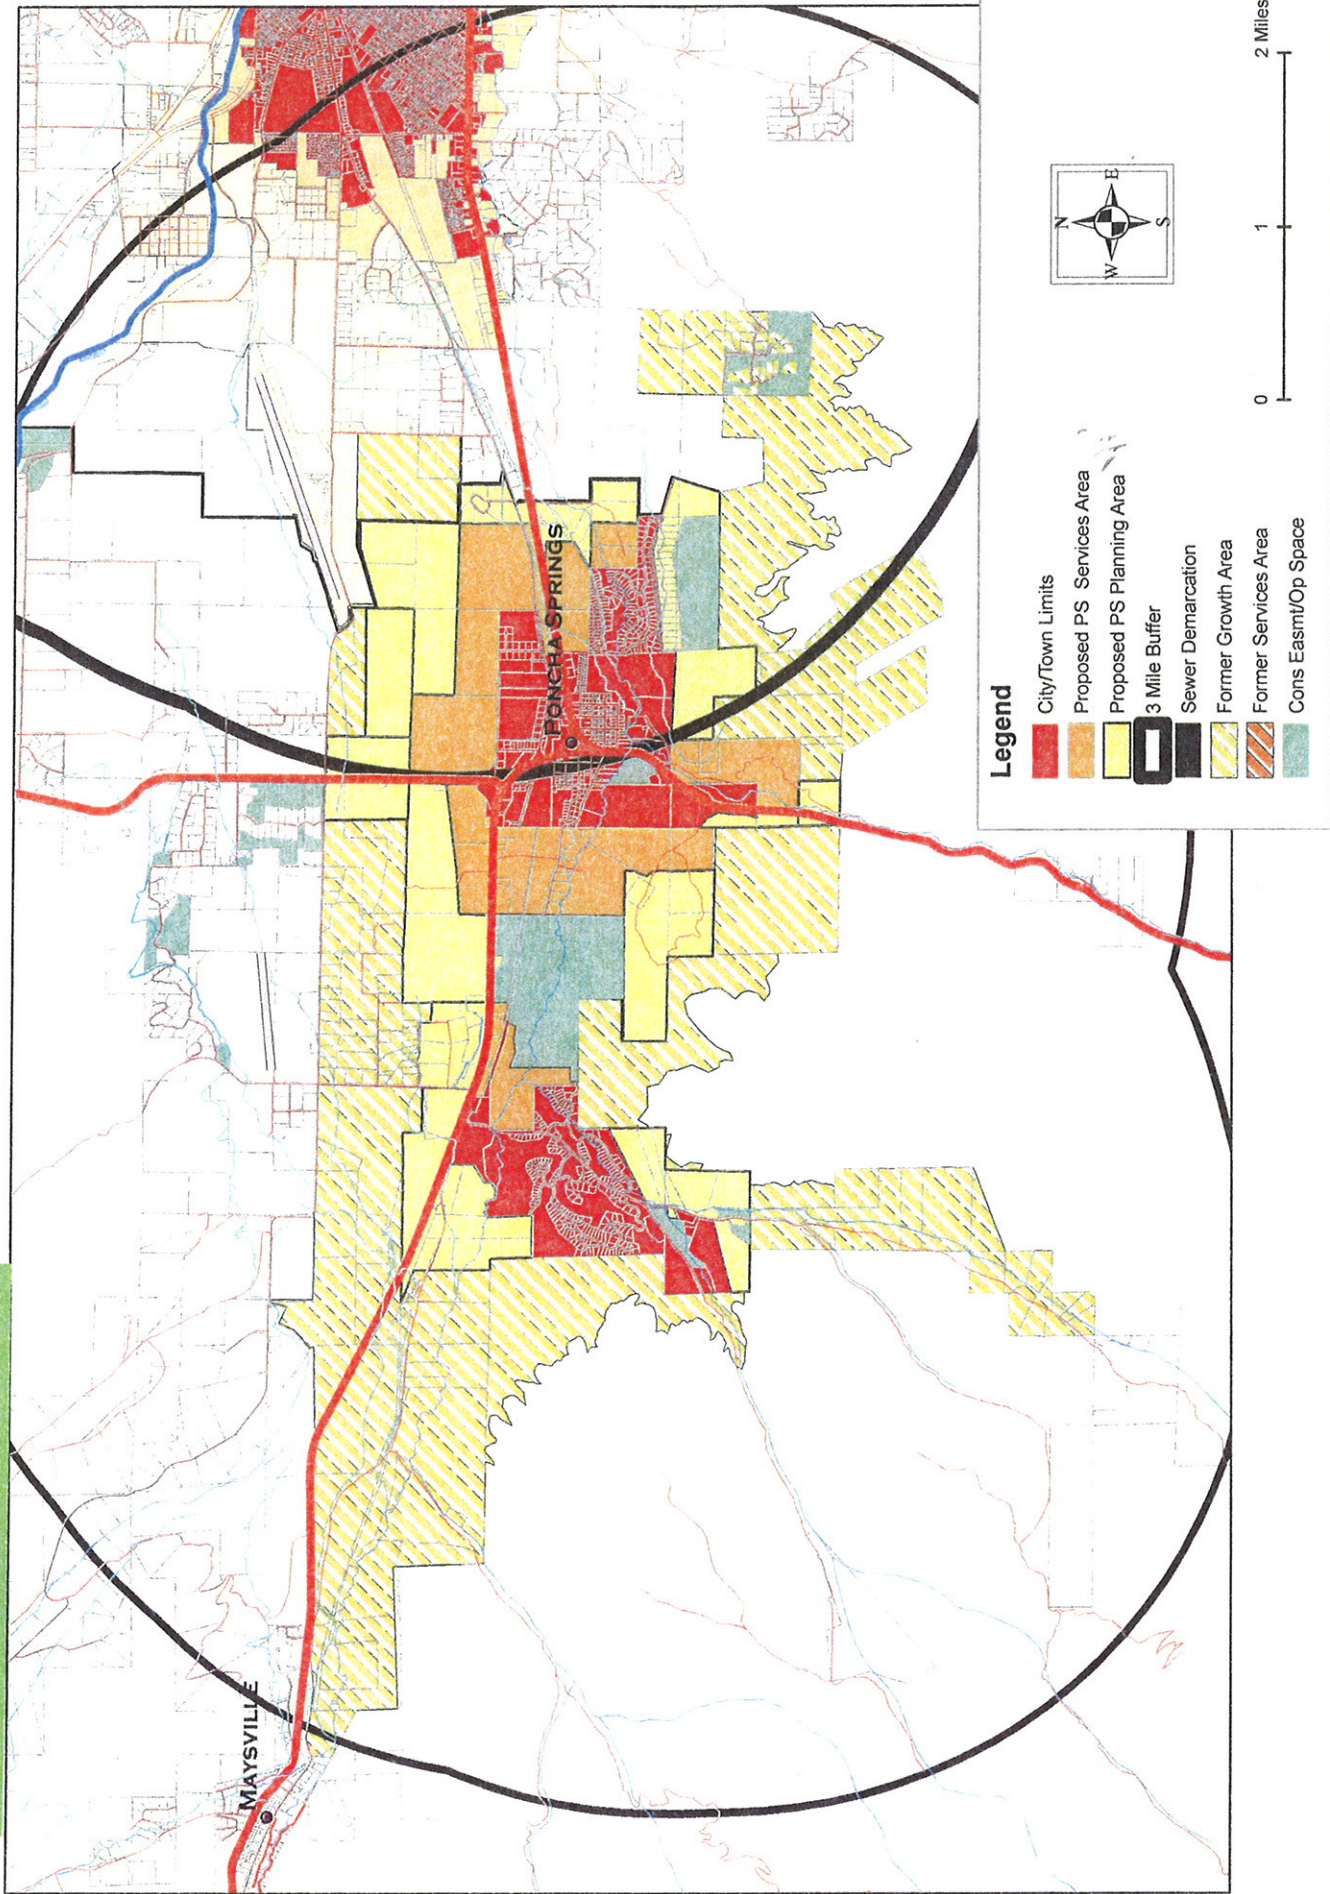 MAYSVILLE
PONCHA SPRINGS
Legend
City/Town Limits
Proposed PS Services Area
Proposed PS Planning Area
3 Mile Buffer
Sewer Demarcation
Former Growth Area
Former Services Area
Cons Easmt/Op Space
N
W E
S
0 1 2 Miles